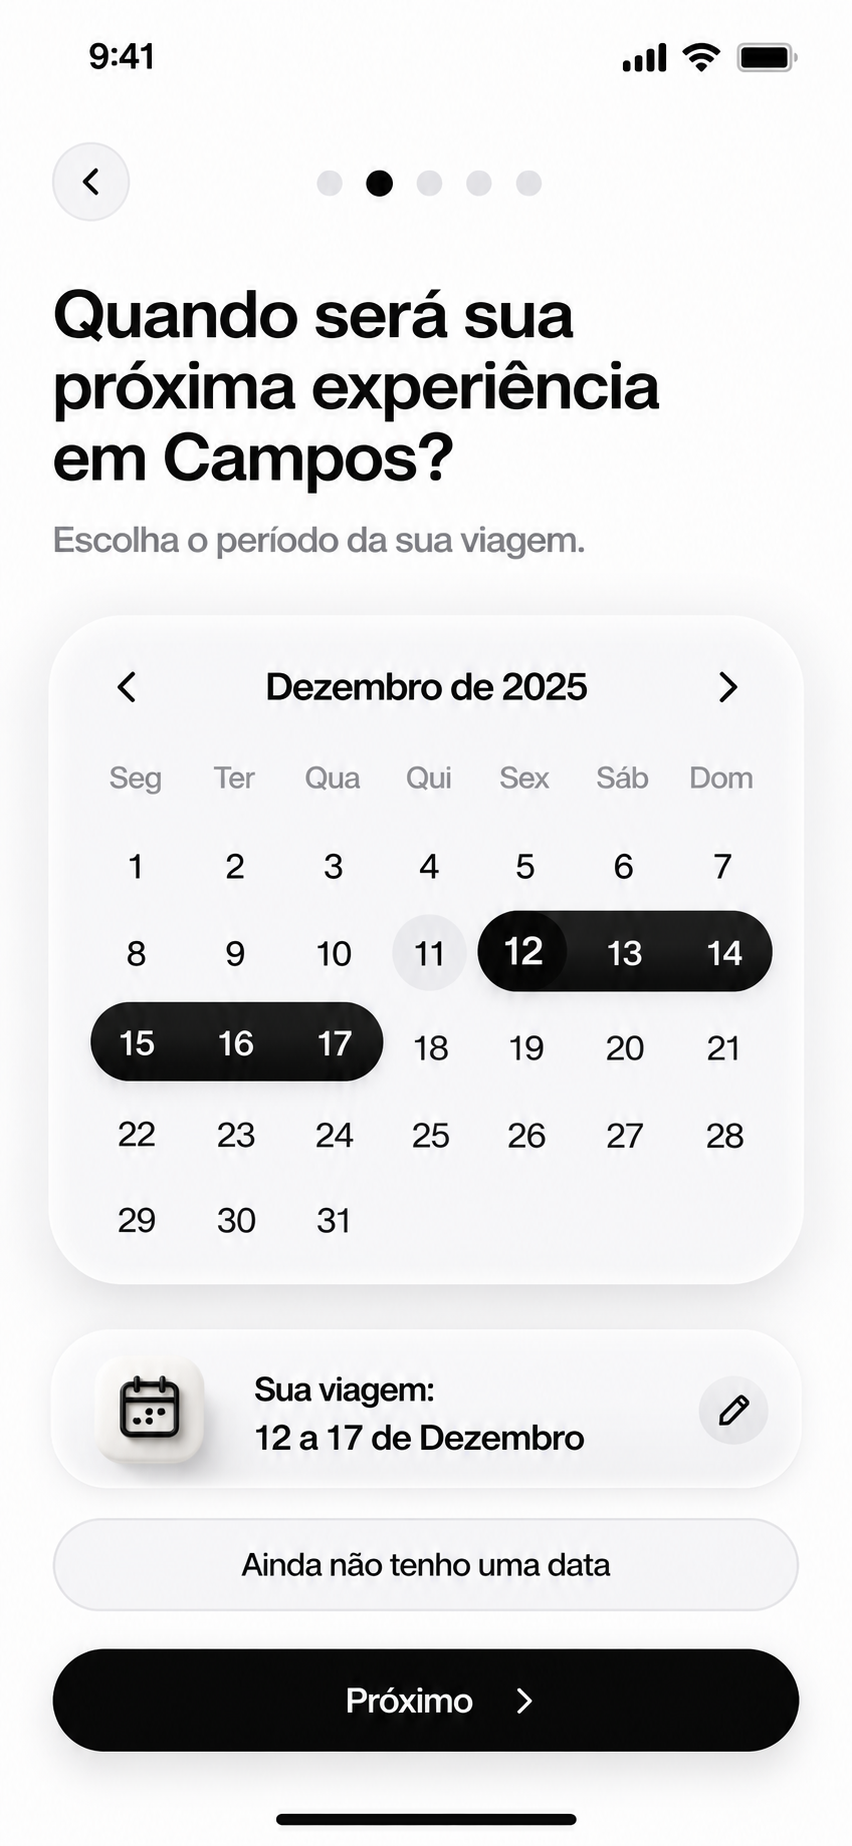 9:41
Quando será sua
próxima experiência
em Campos?
Escolha o período da sua viagem.
Dezembro de 2025
Seg Ter Qua Qui Sex Sáb Dom
1 2 3 4 5 6 7
8 9 10 11 12 13 14
15 16 17 18 19 20 21
22 23 24 25 26 27 28
29 30 31
Sua viagem:
12 a 17 de Dezembro
Ainda não tenho uma data
Próximo